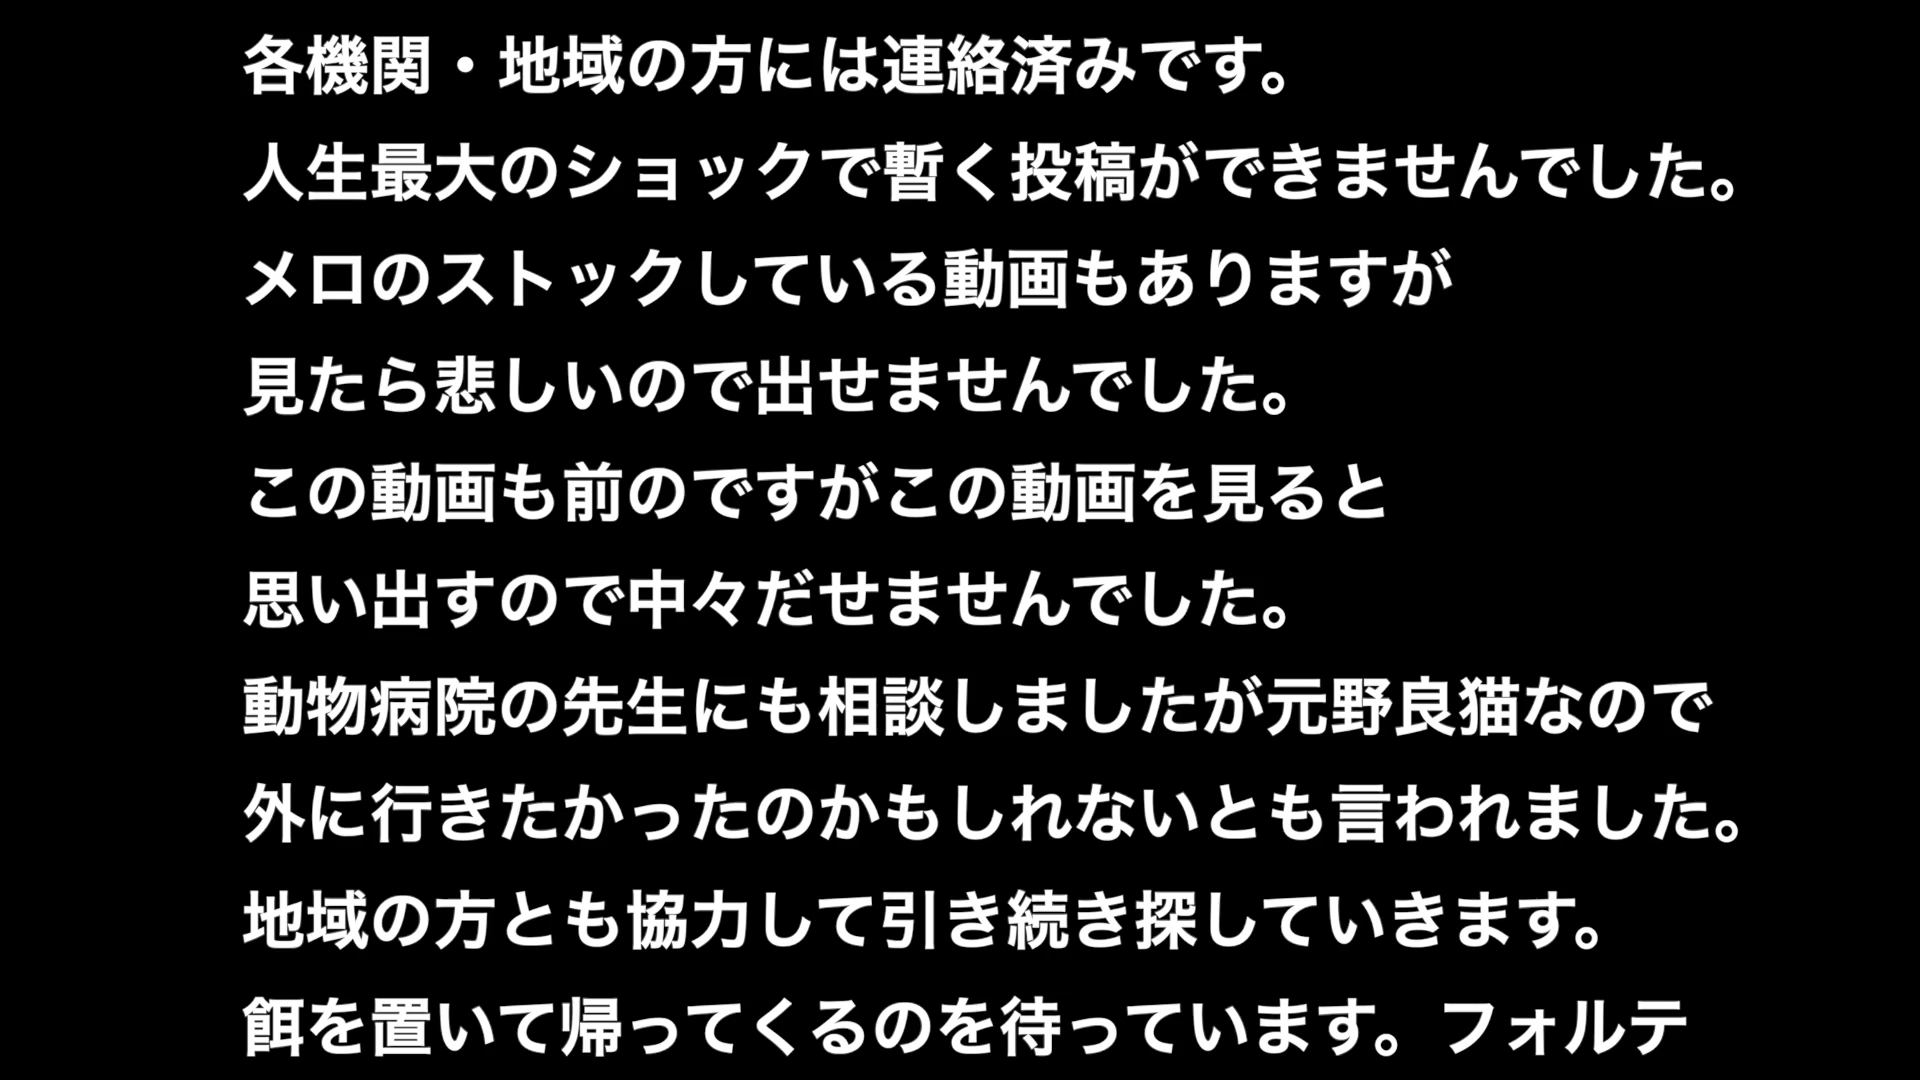 各機関・地域の方には連絡済みです。
人生最大のショックで暫く投稿ができませんでした。
メロのストックしている動画もありますが
見たら悲しいので出せませんでした。
この動画も前のですがこの動画を見ると
思い出すので中々だせませんでした。
動物病院の先生にも相談しましたが元野良猫なので
外に行きたかったのかもしれないとも言われました。
地域の方とも協力して引き続き探していきます。
餌を置いて帰ってくるのを待っています。フォルテ